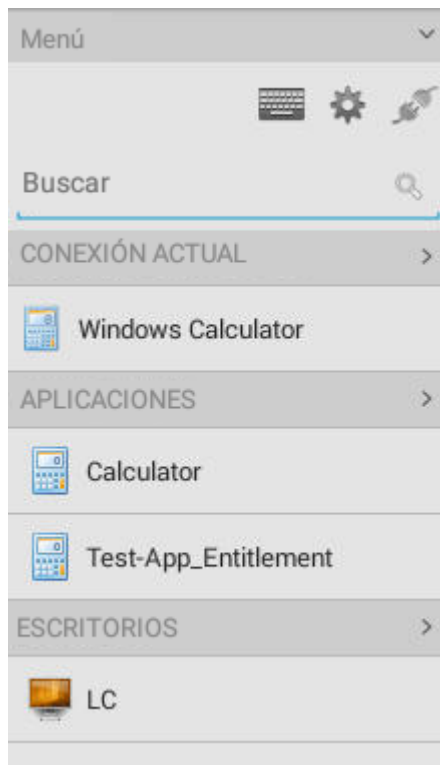 Menú
Buscar
CONEXIÓN ACTUAL
Windows Calculator
APLICACIONES
Calculator
Test-App_Entitlement
ESCRITORIOS
LC